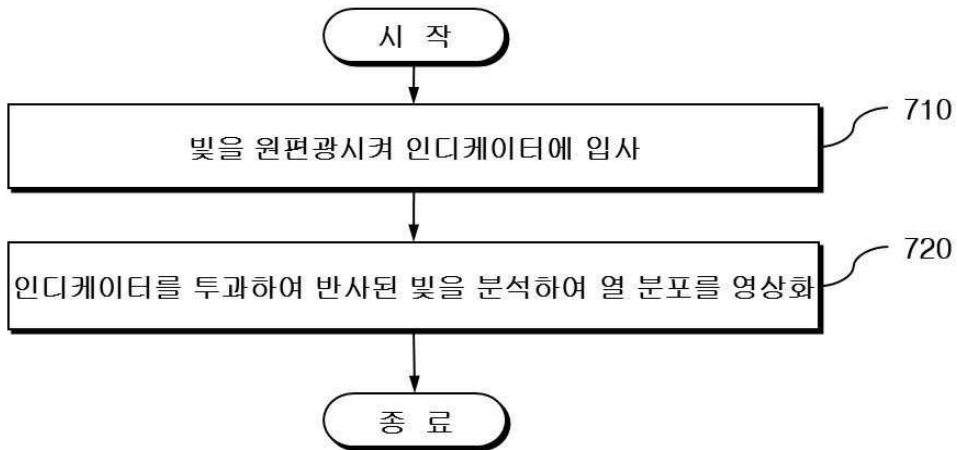 시 작
710
빛을 원편광시켜 인디케이터에 입사
720
인디케이터를 투과하여 반사된 빛을 분석하여 열 분포를 영상화
종 료